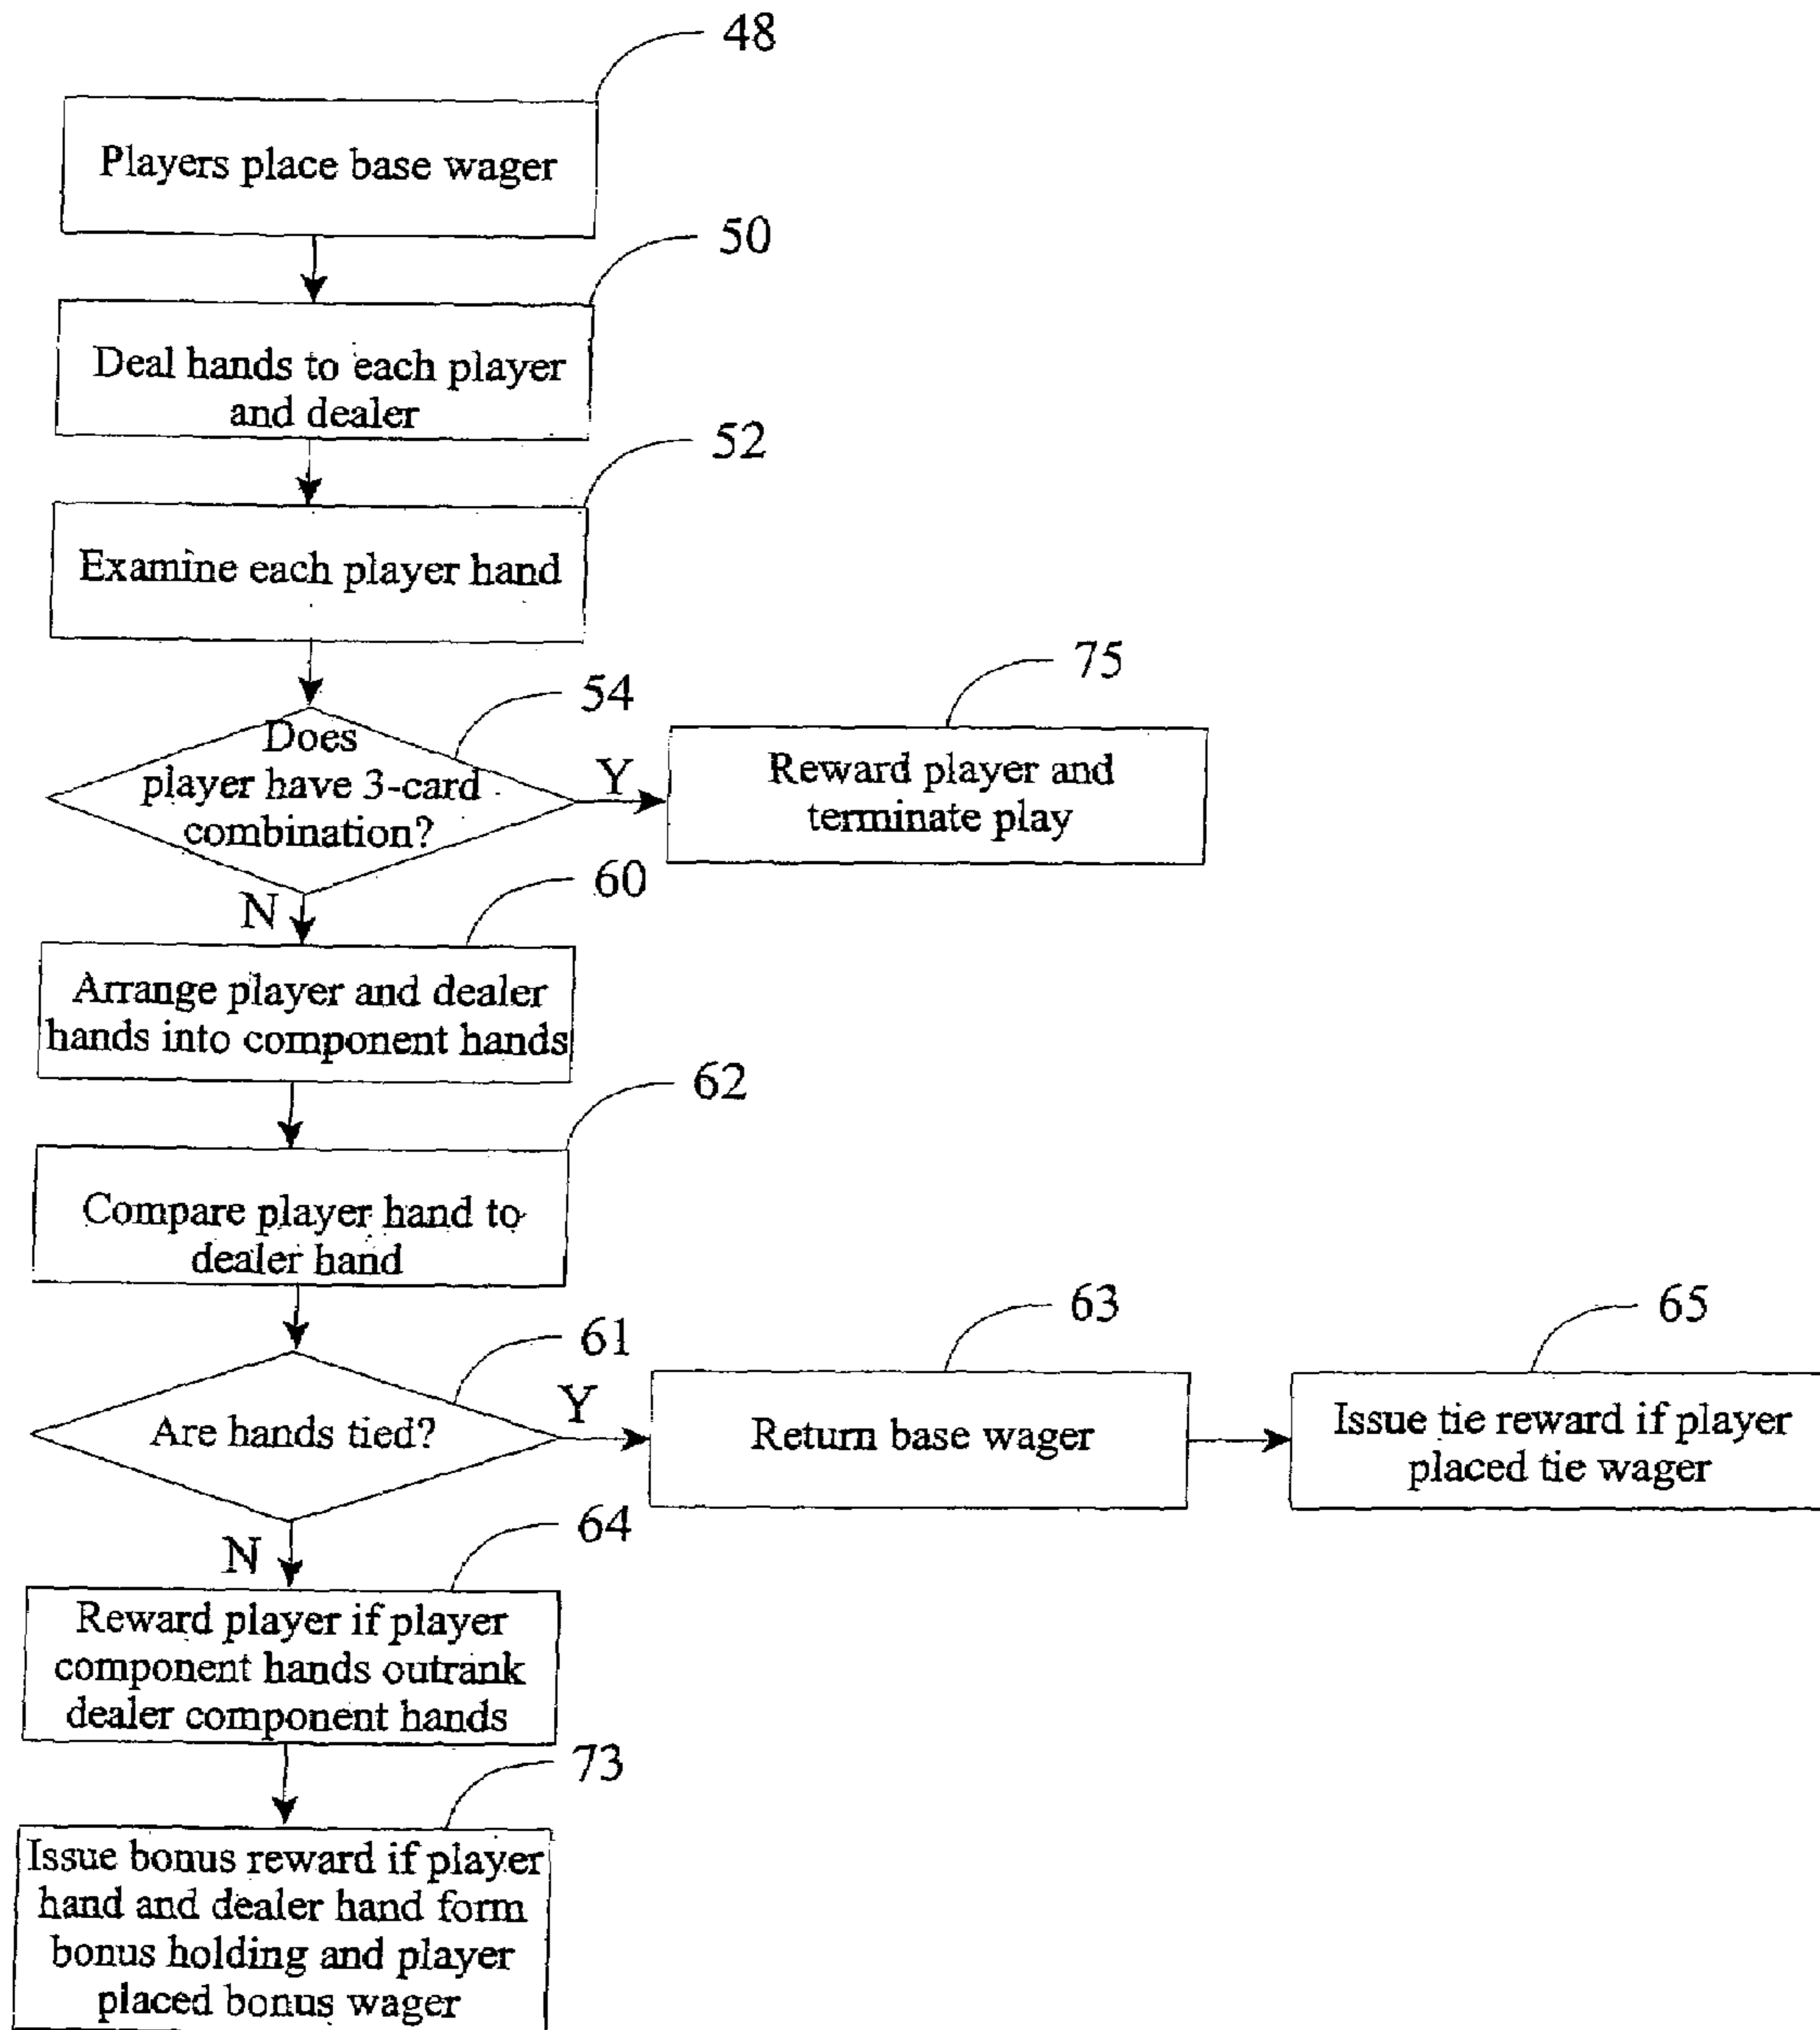 48
Players place base wager
50
Deal hands to each player
and dealer
52
Examine each player hand
54
75
Does
player have 3-card
combination?
Y
Reward player and
terminate play
N
60
Arrange player and dealer
hands into component hands
62
Compare player hand to
dealer hand
61
63
65
Are hands tied?
Y
Return base wager
Issue tie reward if player
placed tie wager
N
64
Reward player if player
component hands outrank
dealer component hands
73
Issue bonus reward if player
hand and dealer hand form
bonus holding and player
placed bonus wager